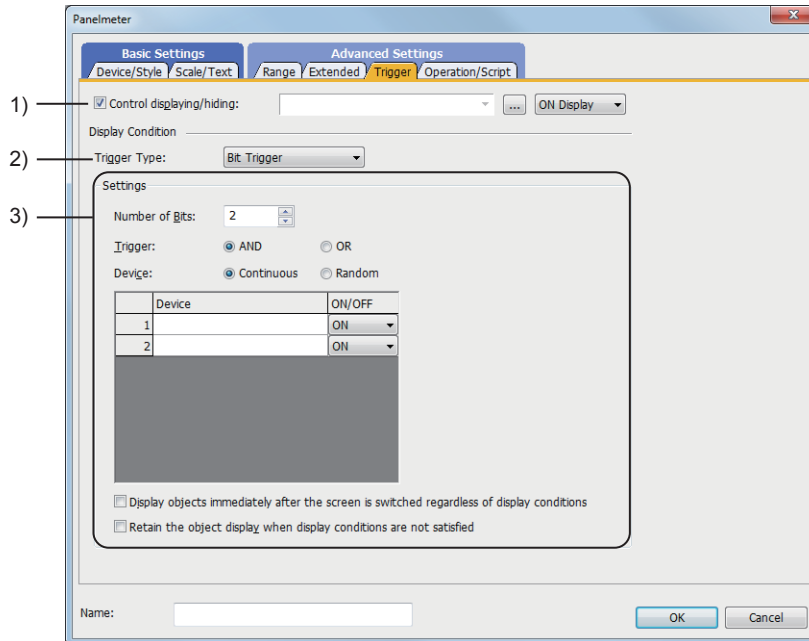 Panelmeter
x
Basic Settings
Advanced Settings
Device/Style Scale/Text Range Extended Trigger Operation/Script
1) Control displaying/hiding: ... ON Display
Display Condition
2) Trigger Type: Bit Trigger
3) Settings
Number of Bits: 2
Trigger: AND OR
Device: Continuous Random
Device ON/OFF
1 ON
2 ON
Display objects immediately after the screen is switched regardless of display conditions
Retain the object display when display conditions are not satisfied
Name:
OK Cancel